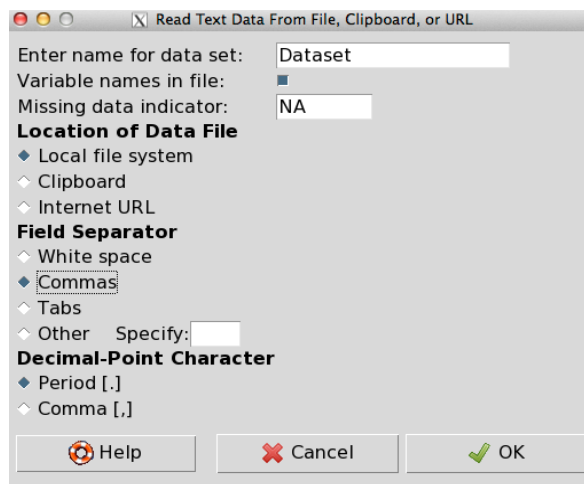 Read Text Data From File, Clipboard, or URL
Enter name for data set: Dataset
Variable names in file:
Missing data indicator: NA
Location of Data File
Local file system
Clipboard
Internet URL
Field Separator
White space
Commas
Tabs
Other Specify:
Decimal-Point Character
Period [.]
Comma [,]
Help Cancel OK